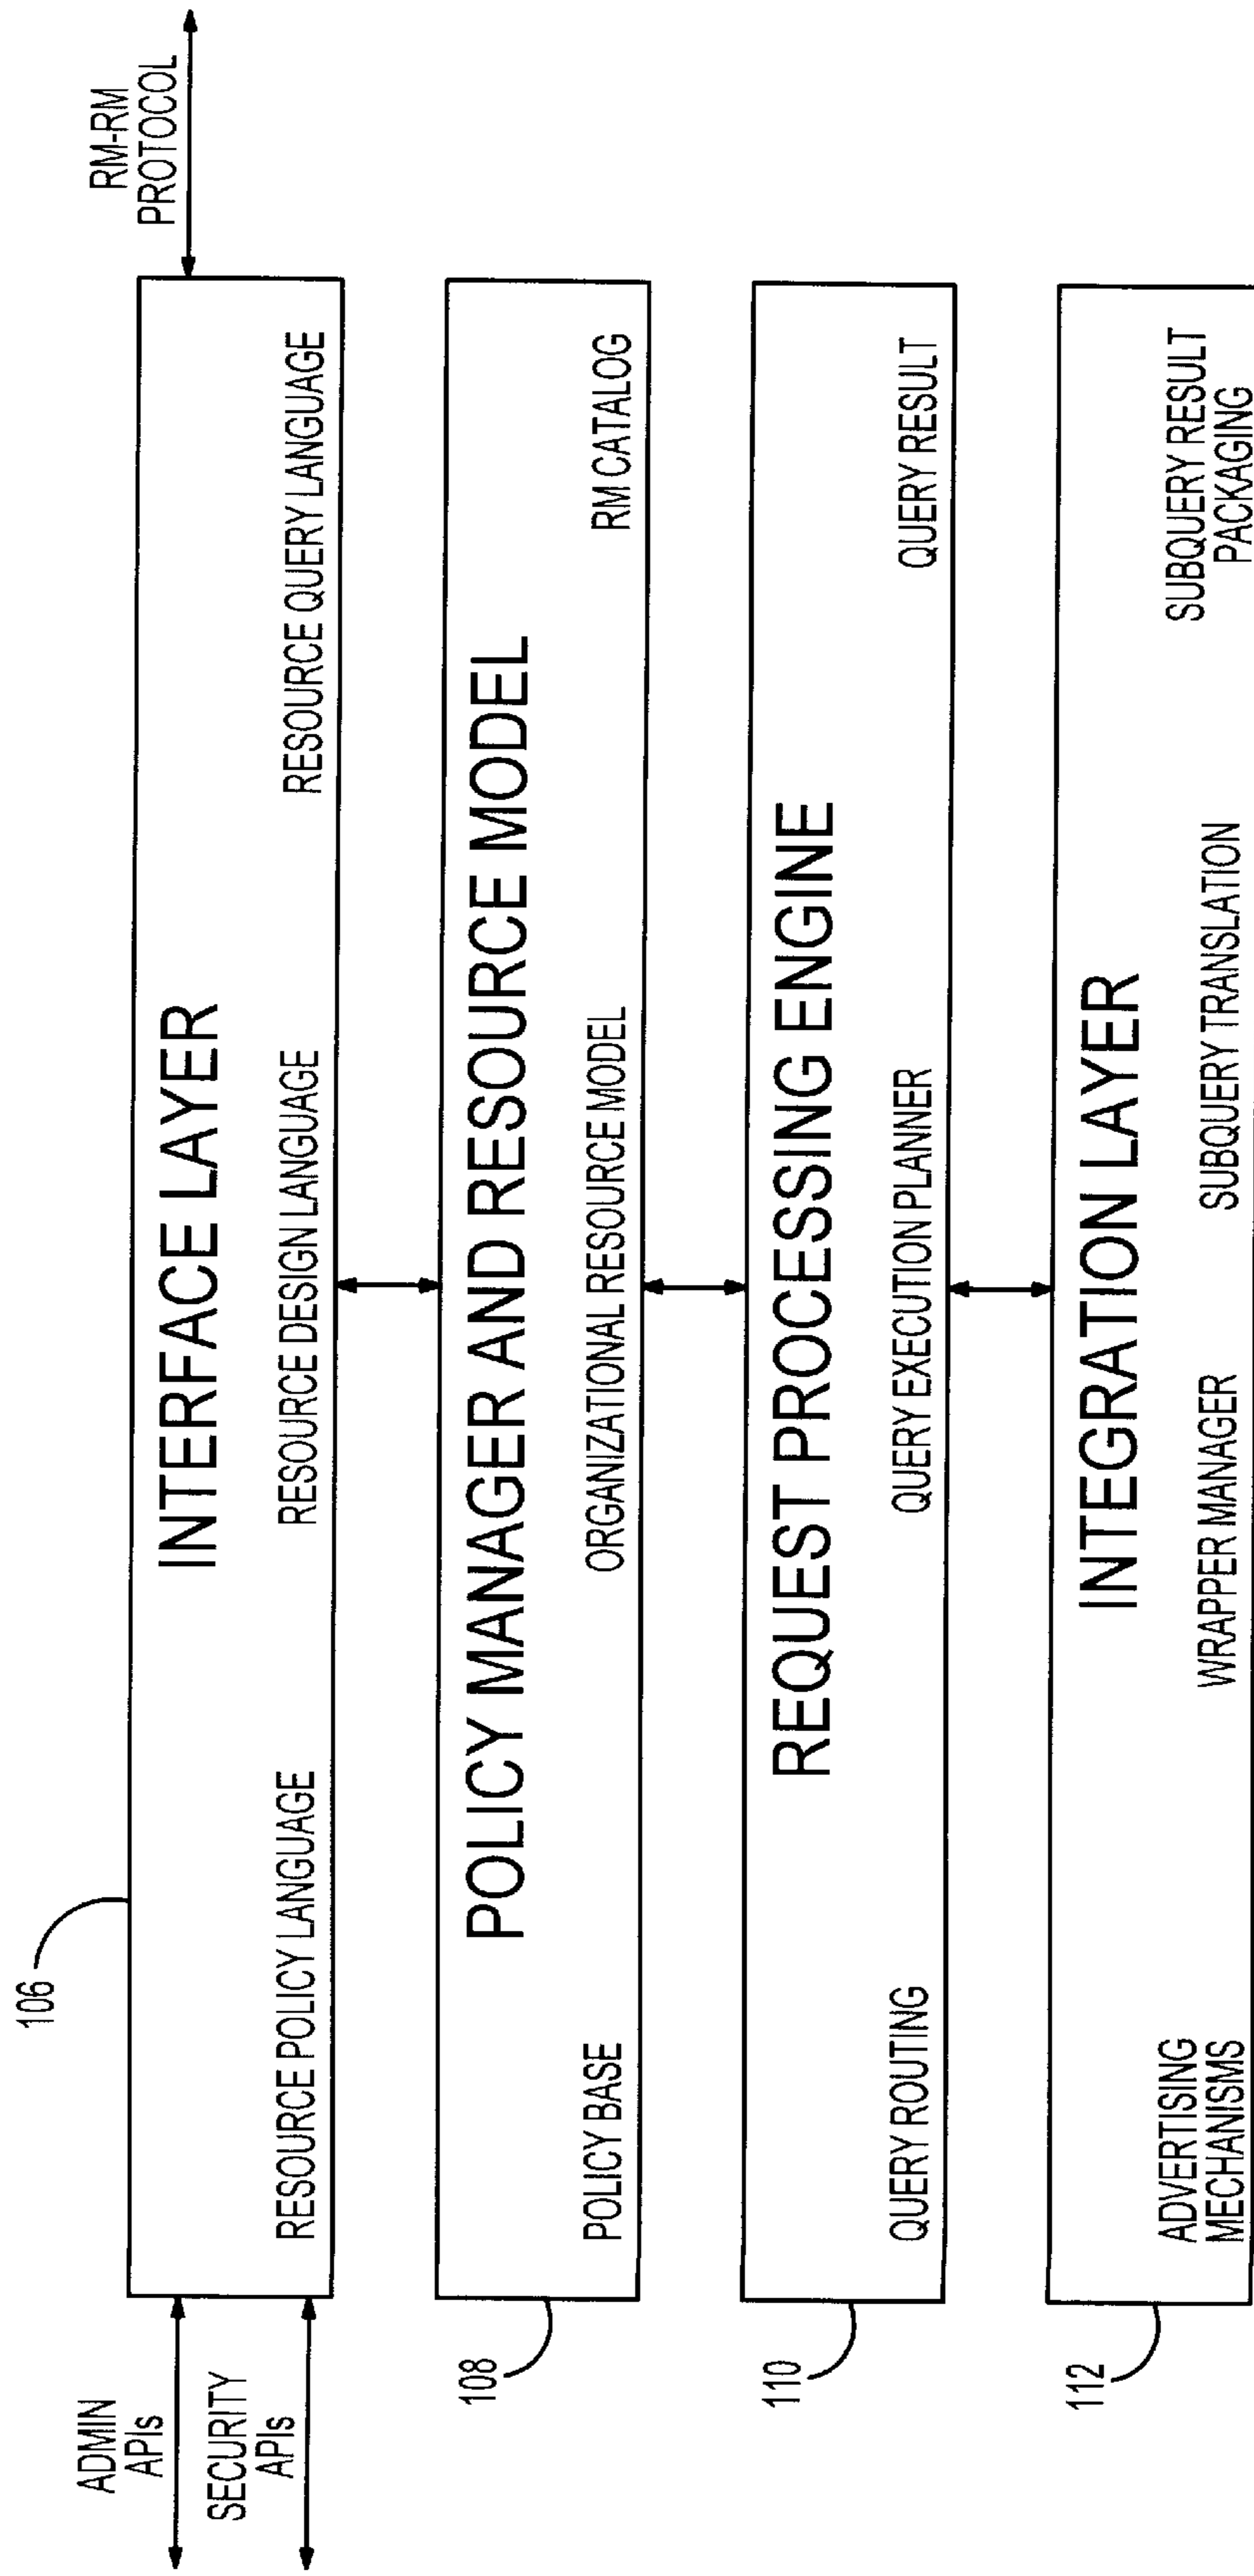 106
ADMIN
APIs
SECURITY
APIs
RM-RM
PROTOCOL
INTERFACE LAYER
RESOURCE POLICY LANGUAGE
RESOURCE DESIGN LANGUAGE
RESOURCE QUERY LANGUAGE
108
POLICY MANAGER AND RESOURCE MODEL
POLICY BASE
ORGANIZATIONAL RESOURCE MODEL
RM CATALOG
110
REQUEST PROCESSING ENGINE
QUERY ROUTING
QUERY EXECUTION PLANNER
QUERY RESULT
112
INTEGRATION LAYER
ADVERTISING
MECHANISMS
WRAPPER MANAGER
SUBQUERY TRANSLATION
SUBQUERY RESULT
PACKAGING